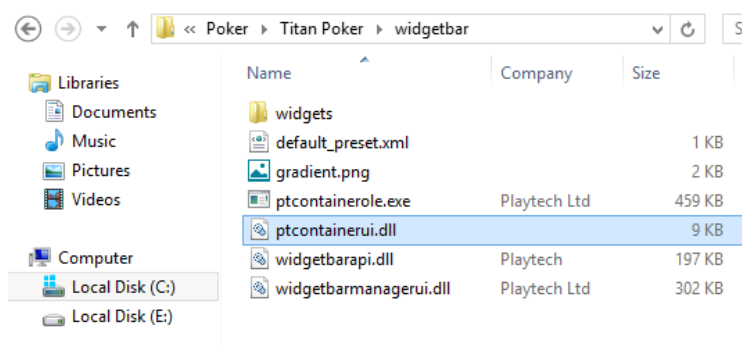 « Poker Titan Poker widgetbar
Libraries
Documents
Music
Pictures
Videos
Computer
Local Disk (C:)
Local Disk (E:)
Name Company Size
widgets
default_preset.xml 1 KB
gradient.png 2 KB
ptcontainerole.exe Playtech Ltd 459 KB
ptcontainerui.dll 9 KB
widgetbarapi.dll Playtech 197 KB
widgetbarmanagerui.dll Playtech Ltd 302 KB